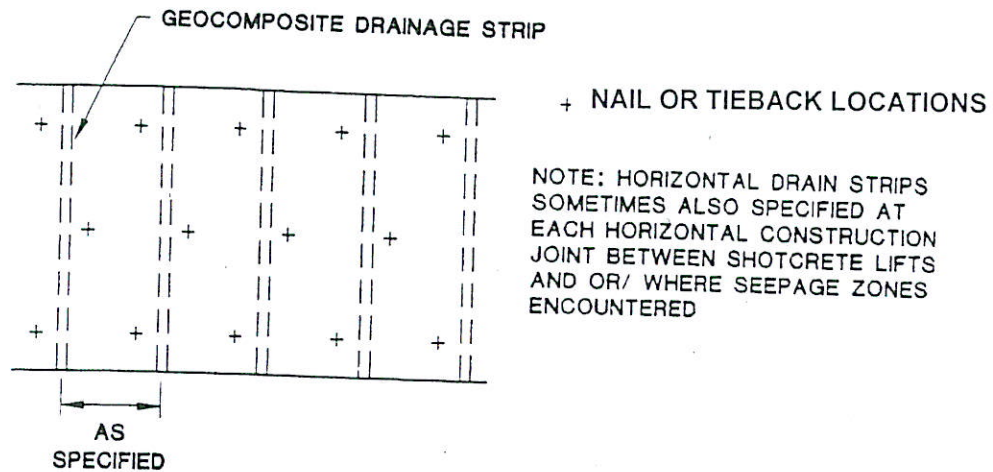 GEOCOMPOSITE DRAINAGE STRIP
+ NAIL OR TIEBACK LOCATIONS
NOTE: HORIZONTAL DRAIN STRIPS
SOMETIMES ALSO SPECIFIED AT
EACH HORIZONTAL CONSTRUCTION
JOINT BETWEEN SHOTCRETE LIFTS
AND OR/ WHERE SEEPAGE ZONES
ENCOUNTERED
AS
SPECIFIED